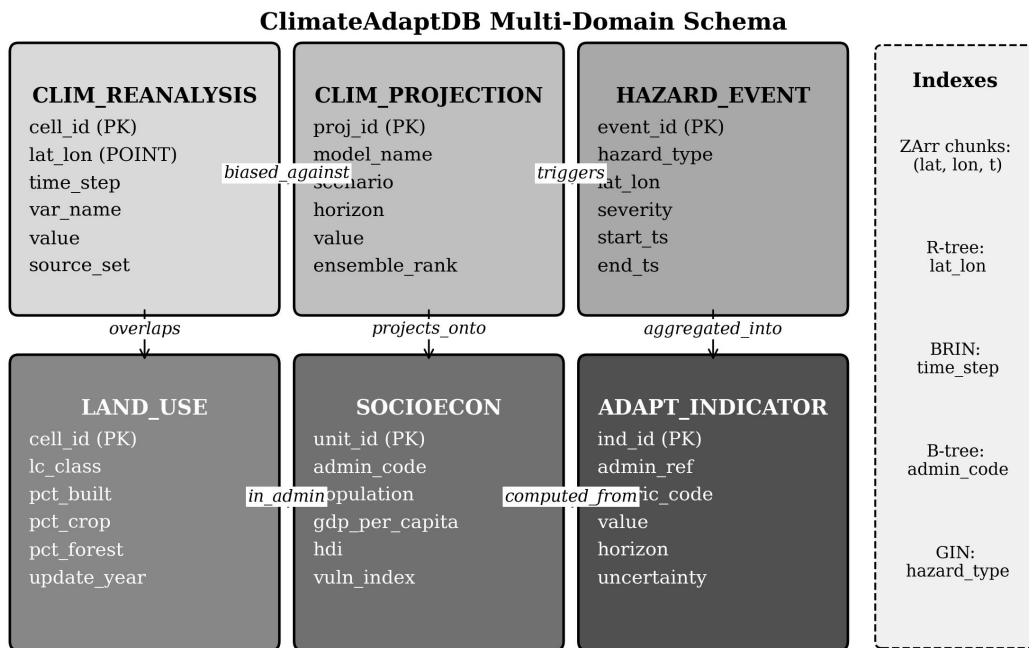 ClimateAdaptDB Multi-Domain Schema
CLIM_REANALYSIS
cell_id (PK)
lat_lon (POINT)
time_step
var_name
value
source_set
biased_against
CLIM_PROJECTION
proj_id (PK)
model_name
scenario
horizon
value
ensemble_rank
triggers
HAZARD_EVENT
event_id (PK)
hazard_type
lat_lon
severity
start_ts
end_ts
overlaps
projects_onto
aggregated_into
LAND_USE
cell_id (PK)
lc_class
pct_built
pct_crop
pct_forest
update_year
in_admin
SOCIOECON
unit_id (PK)
admin_code
opulation
gdp_per_capita
hdi
vuln_index
computed_from
ADAPT_INDICATOR
ind_id (PK)
admin_ref
ric_code
value
horizon
uncertainty
Indexes
ZArr chunks:
(lat, lon, t)
R-tree:
lat_lon
BRIN:
time_step
B-tree:
admin_code
GIN:
hazard_type